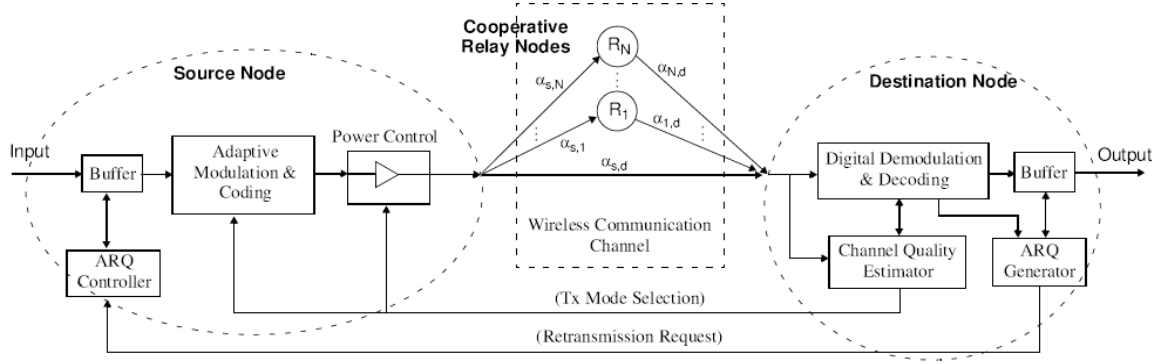 Cooperative
Relay Nodes
R_N
α_s,N
α_N,d
Source Node
Destination Node
R_1
α_s,1
α_1,d
Input
Buffer
Adaptive
Modulation &
Coding
Power Control
α_s,d
Digital Demodulation
& Decoding
Buffer
Output
Wireless Communication
Channel
ARQ
Controller
Channel Quality
Estimator
ARQ
Generator
(Tx Mode Selection)
(Retransmission Request)